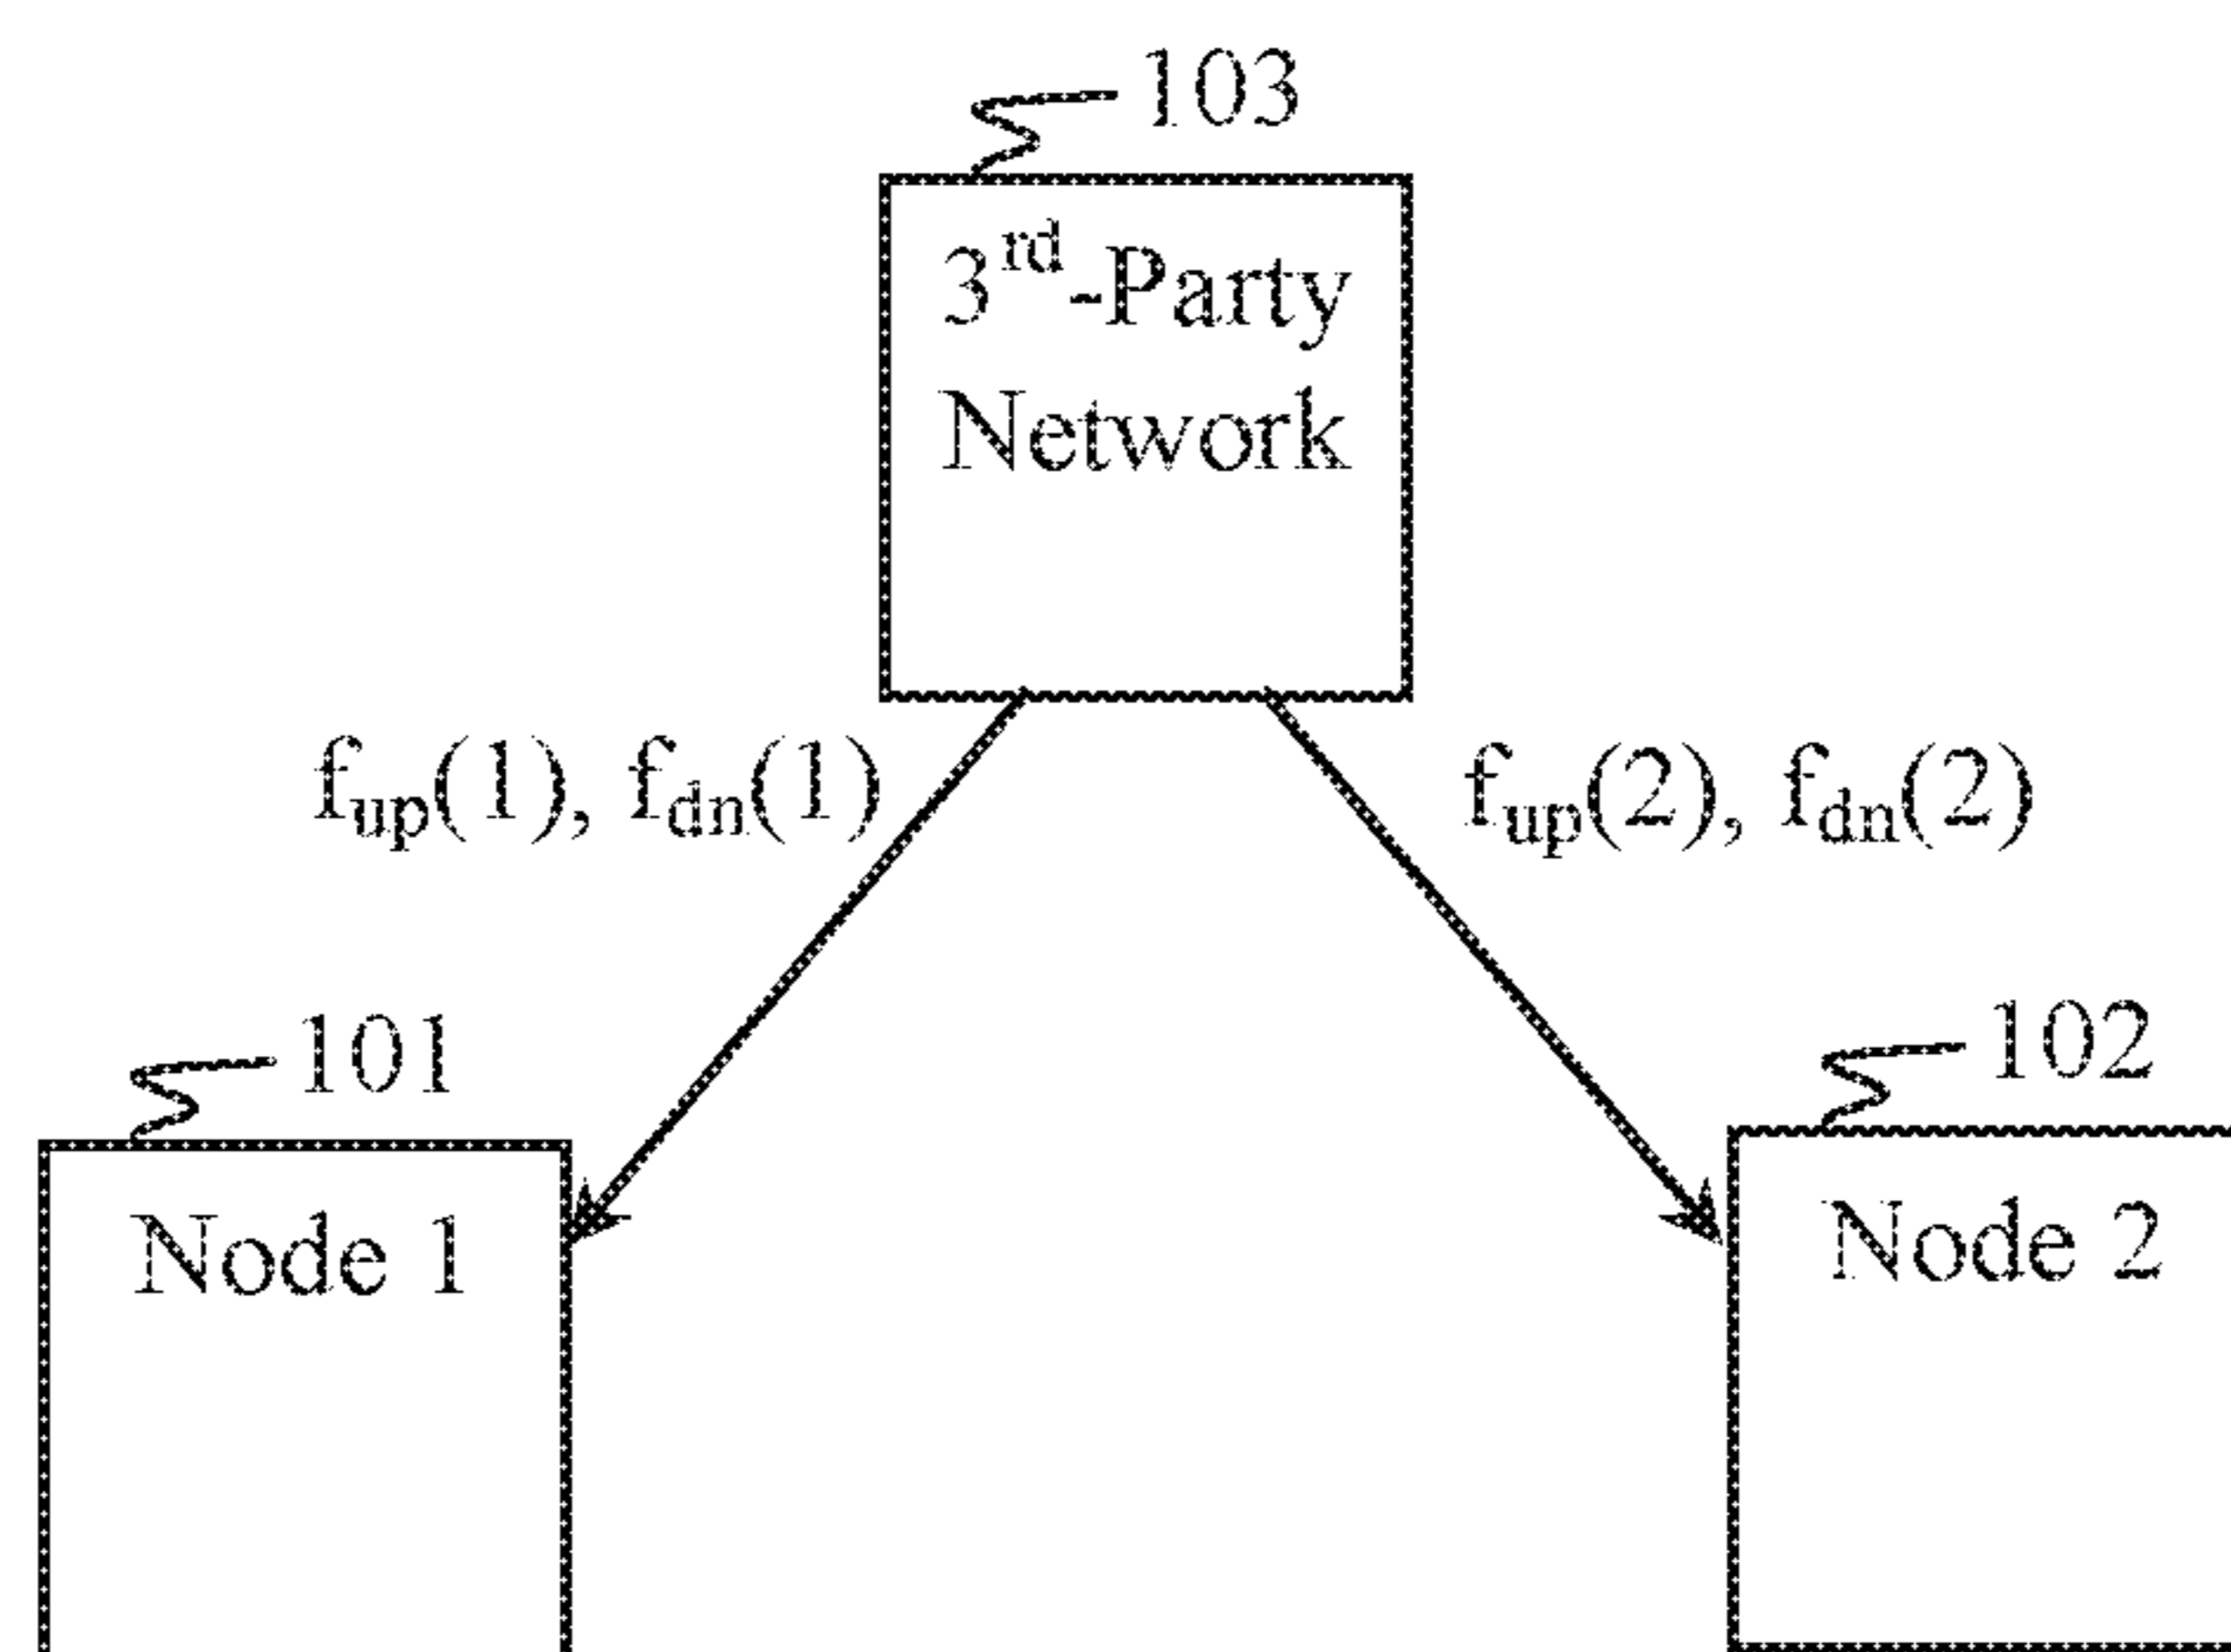 103
3rd-Party
Network
fup(1), fdn(1)
fup(2), fdn(2)
101
102
Node 1
Node 2